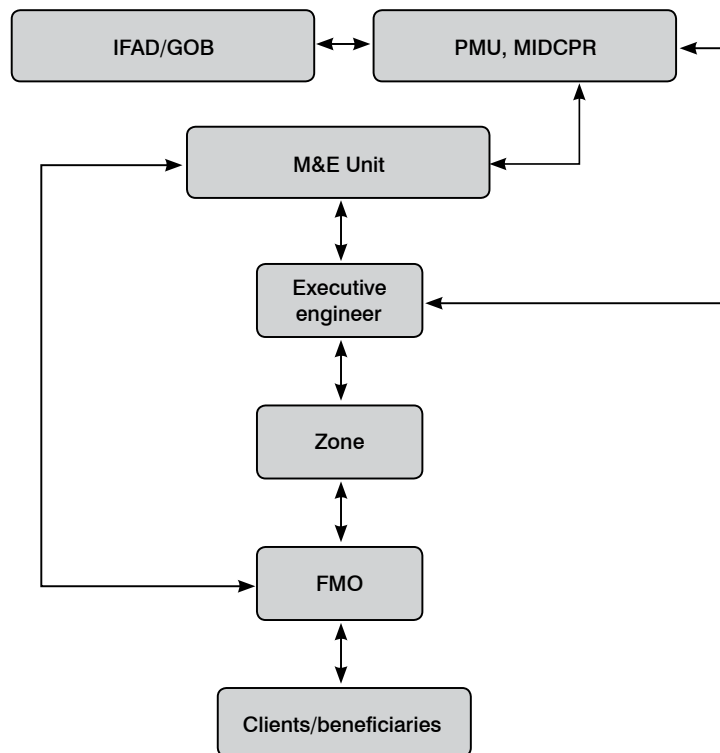 IFAD/GOB
PMU, MIDCPR
M&E Unit
Executive
engineer
Zone
FMO
Clients/beneficiaries